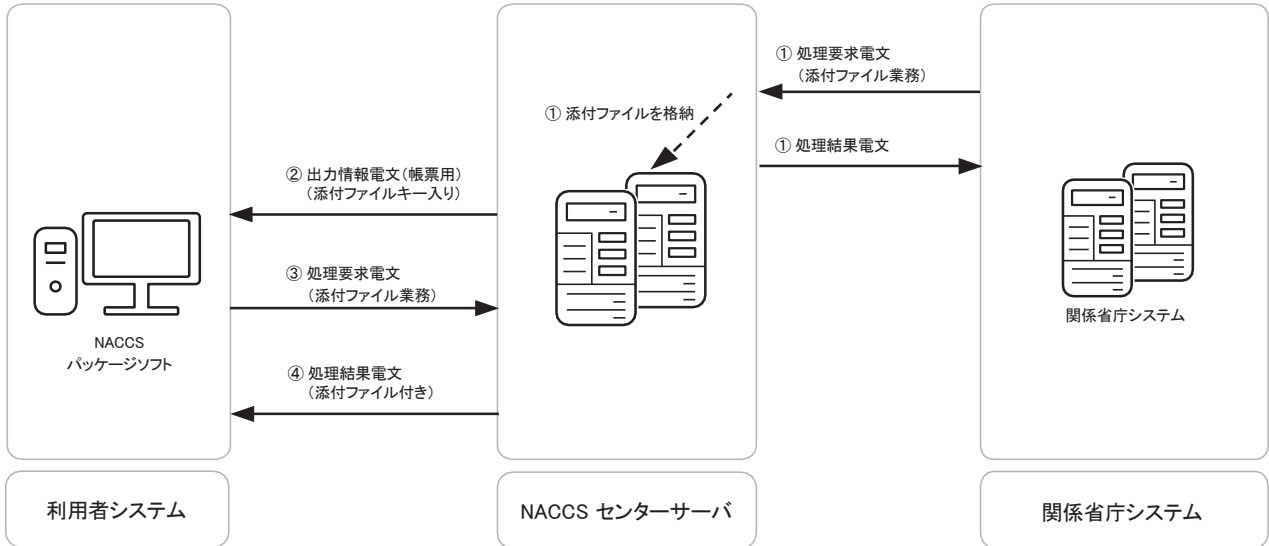 ① 処理要求電文
（添付ファイル業務）
① 添付ファイルを格納
① 処理結果電文
② 出力情報電文（帳票用）
（添付ファイルキー入り）
③ 処理要求電文
（添付ファイル業務）
④ 処理結果電文
（添付ファイル付き）
NACCS
パッケージソフト
関係省庁システム
利用者システム
NACCS センターサーバ
関係省庁システム